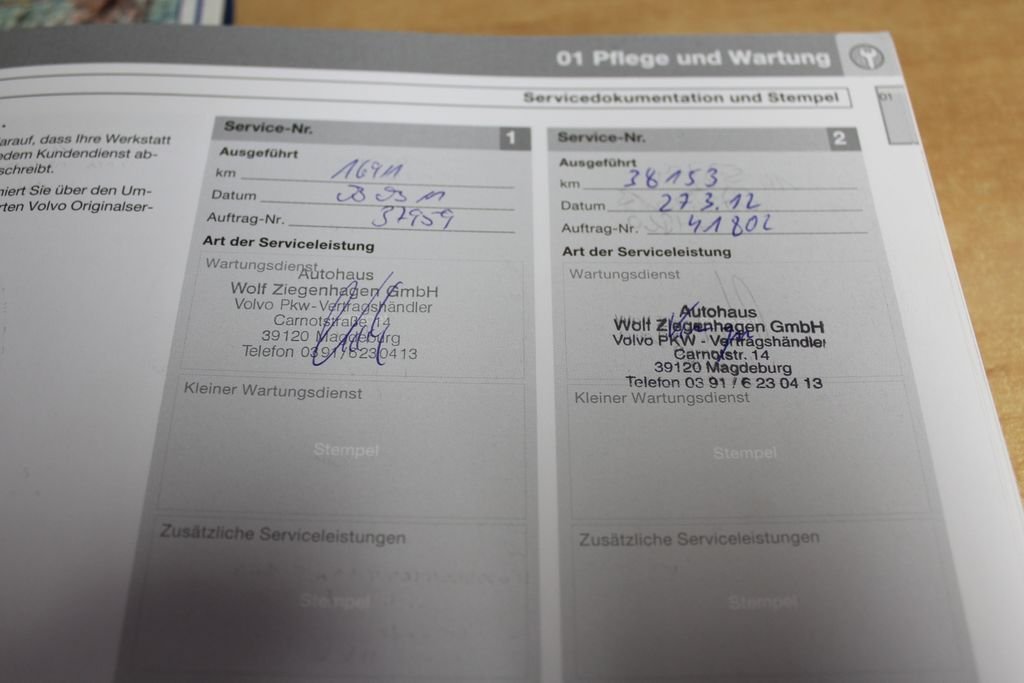 01 Pflege und Wartung
Servicedokumentation und Stempel
01
arauf, dass Ihre Werkstatt
edem Kundendienst ab-
schreibt.
niert Sie über den Um-
rten Volvo Originalser-
Service-Nr. 1
Ausgeführt
km 16911
Datum
Auftrag-Nr. 37959
Art der Serviceleistung
Wartungsdienst
Autohaus
Wolf Ziegenhagen GmbH
Volvo Pkw-Vertragshändler
Carnotstraße 14
39120 Magdeburg
Telefon 0391/6230413
Kleiner Wartungsdienst
Stempel
Zusätzliche Serviceleistungen
Stempel
Service-Nr. 2
Ausgeführt
km 38153
Datum 27 3.12
Auftrag-Nr. 41802
Art der Serviceleistung
Wartungsdienst
Autohaus
Wolf Ziegenhagen GmbH
Volvo PKW - Vertragshändler
Carnotstr. 14
39120 Magdeburg
Telefon 03 91 / 6 23 04 13
Kleiner Wartungsdienst
Stempel
Zusätzliche Serviceleistungen
Stempel